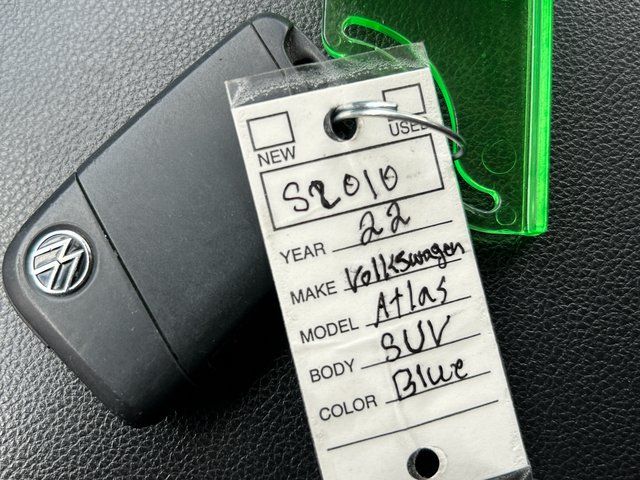 NEW USED
S2010
YEAR 22
MAKE Volkswagen
MODEL Atlas
BODY SUV
COLOR Blue